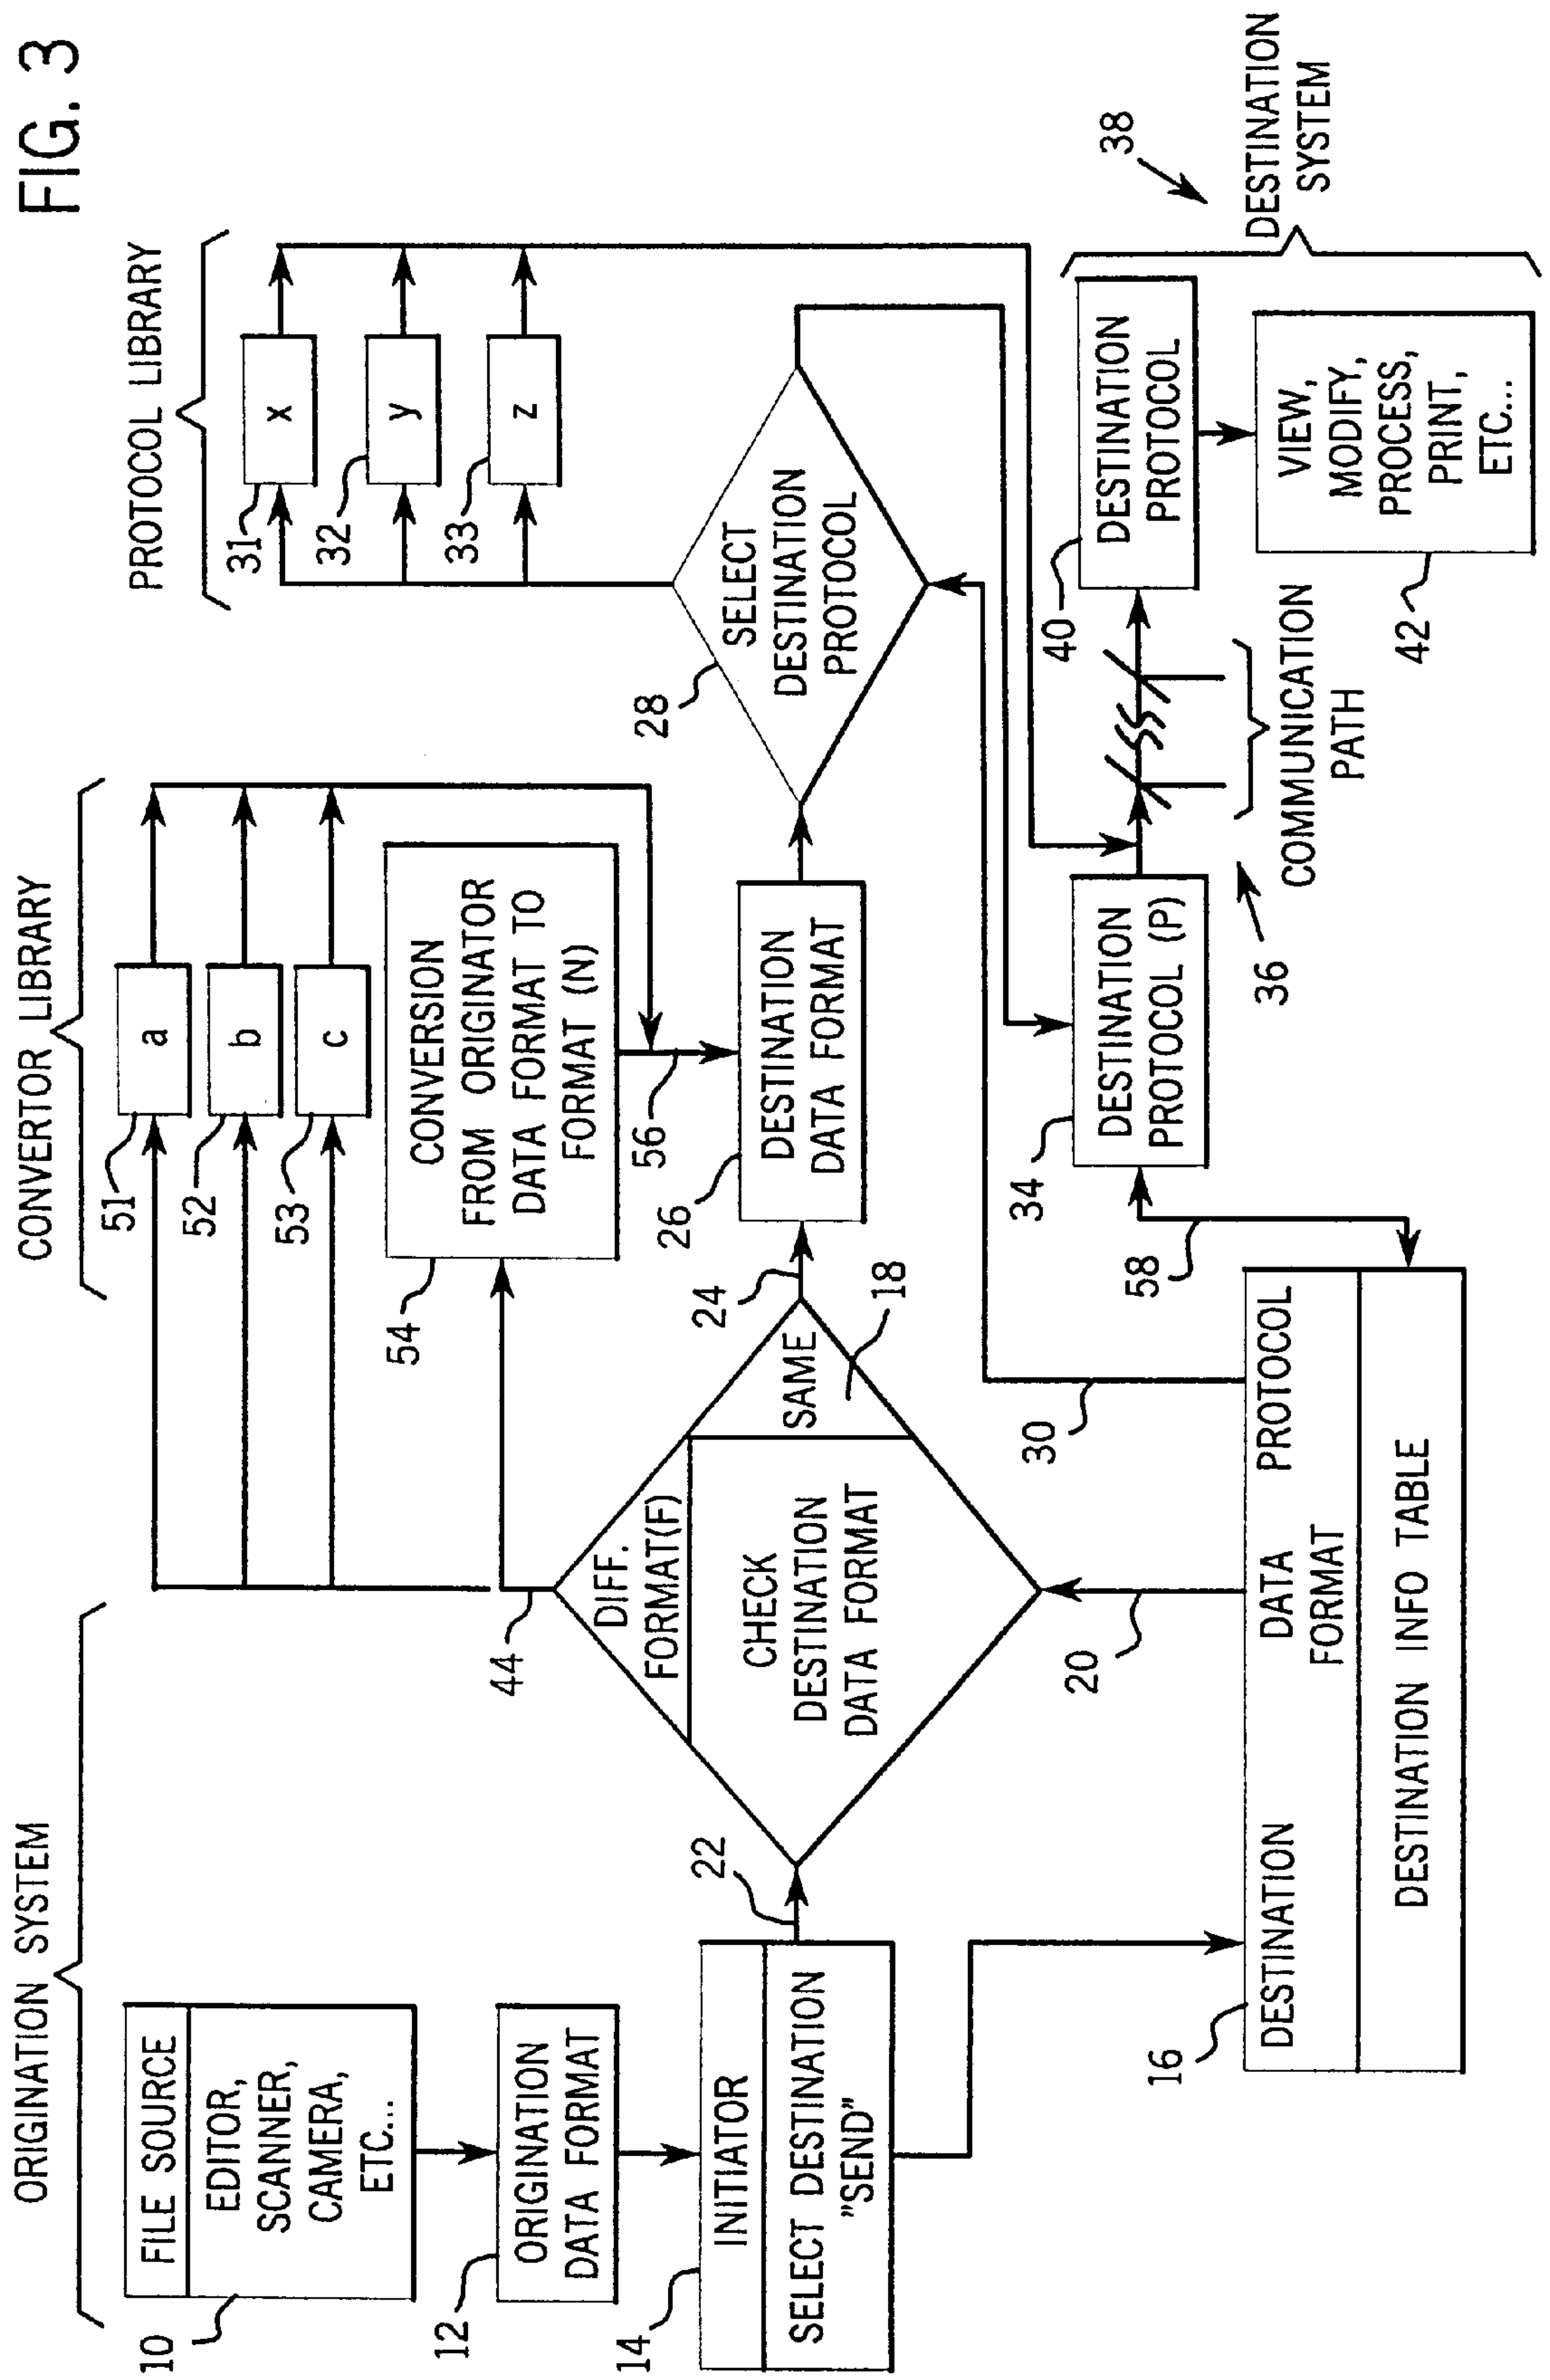 FIG. 3
ORIGINATION SYSTEM
CONVERTOR LIBRARY
PROTOCOL LIBRARY
10
FILE SOURCE
EDITOR,
SCANNER,
CAMERA,
ETC...
12
ORIGINATION
DATA FORMAT
14
INITIATOR
SELECT DESTINATION
"SEND"
22
44
DIFF.
FORMAT(F)
CHECK
DESTINATION
DATA FORMAT
SAME
18
24
20
16
DESTINATION
DATA
FORMAT
PROTOCOL
DESTINATION INFO TABLE
30
58
51
a
52
b
53
c
54
CONVERSION
FROM ORIGINATOR
DATA FORMAT TO
FORMAT (N)
56
26
DESTINATION
DATA FORMAT
28
SELECT
DESTINATION
PROTOCOL
31
x
32
y
33
z
34
DESTINATION
PROTOCOL (P)
36
COMMUNICATION
PATH
40
DESTINATION
PROTOCOL
42
VIEW,
MODIFY,
PROCESS,
PRINT,
ETC...
38
DESTINATION
SYSTEM